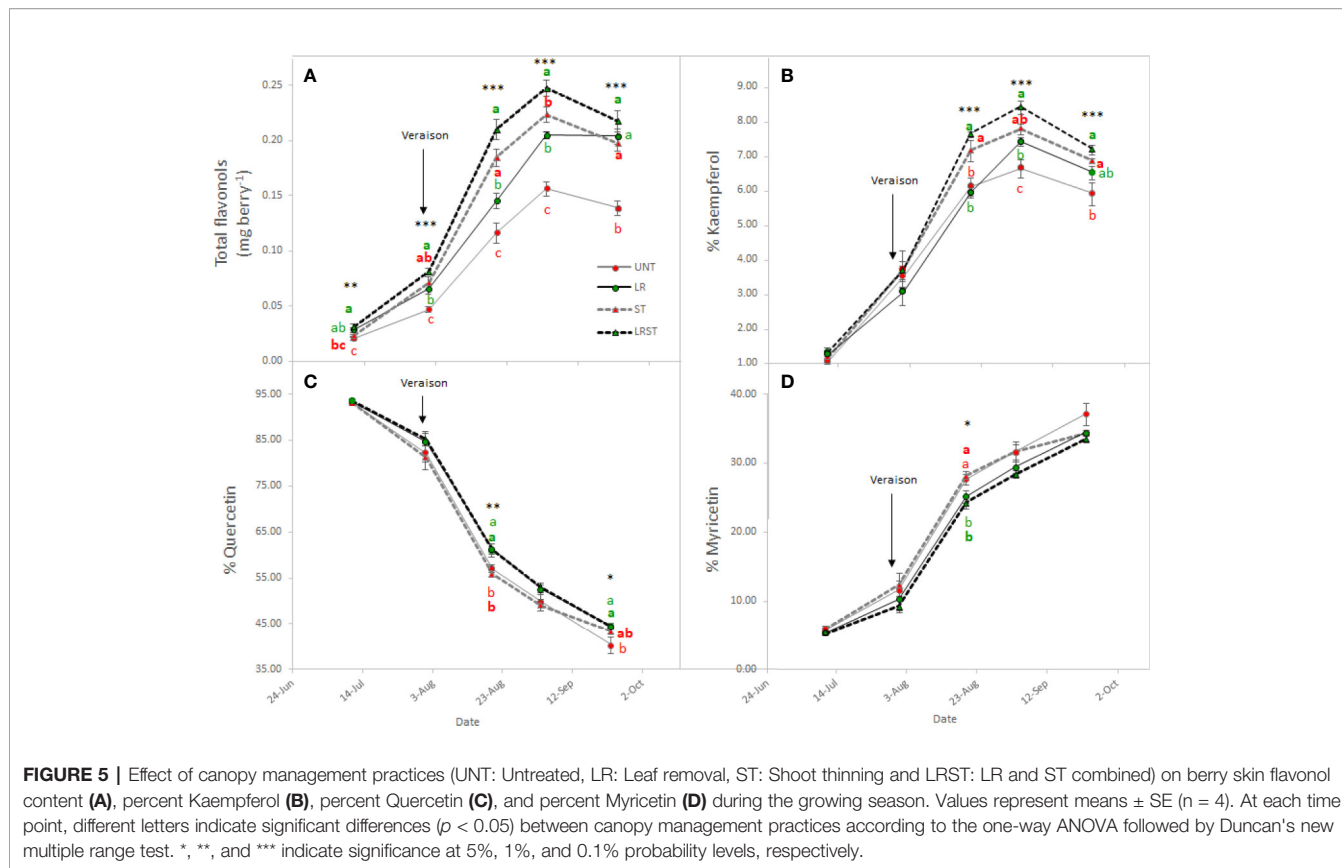 A
Total flavonols
(mg berry⁻¹)
0.25
0.20
0.15
0.10
0.05
0.00
Veraison
**
a
ab
bc
c
***
a
ab
b
c
***
a
a
b
c
***
a
b
b
c
***
a
a
a
b
UNT
LR
ST
LRST
B
% Kaempferol
9.00
8.00
7.00
6.00
5.00
4.00
3.00
2.00
1.00
Veraison
***
a
a
b
b
***
a
ab
b
c
***
a
a
ab
b
C
% Quercetin
95.00
85.00
75.00
65.00
55.00
45.00
35.00
Veraison
**
a
a
b
b
*
a
a
ab
b
24-Jun
14-Jul
3-Aug
23-Aug
12-Sep
2-Oct
Date
D
% Myricetin
40.00
30.00
20.00
10.00
0.00
Veraison
*
a
a
b
b
24-Jun
14-Jul
3-Aug
23-Aug
12-Sep
2-Oct
Date
FIGURE 5 | Effect of canopy management practices (UNT: Untreated, LR: Leaf removal, ST: Shoot thinning and LRST: LR and ST combined) on berry skin flavonol
content (A), percent Kaempferol (B), percent Quercetin (C), and percent Myricetin (D) during the growing season. Values represent means ± SE (n = 4). At each time
point, different letters indicate significant differences (p < 0.05) between canopy management practices according to the one-way ANOVA followed by Duncan's new
multiple range test. *, **, and *** indicate significance at 5%, 1%, and 0.1% probability levels, respectively.